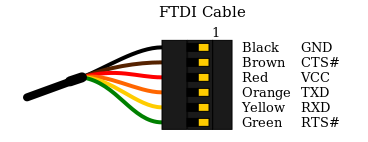 FTDI Cable
1
Black GND
Brown CTS#
Red VCC
Orange TXD
Yellow RXD
Green RTS#